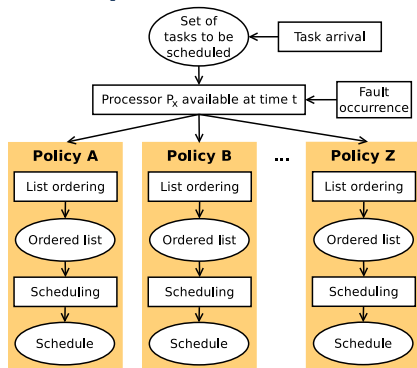 Set of
tasks to be
scheduled
Task arrival
Processor Px available at time t
Fault
occurrence
Policy A
Policy B
...
Policy Z
List ordering
List ordering
List ordering
Ordered list
Ordered list
Ordered list
Scheduling
Scheduling
Scheduling
Schedule
Schedule
Schedule